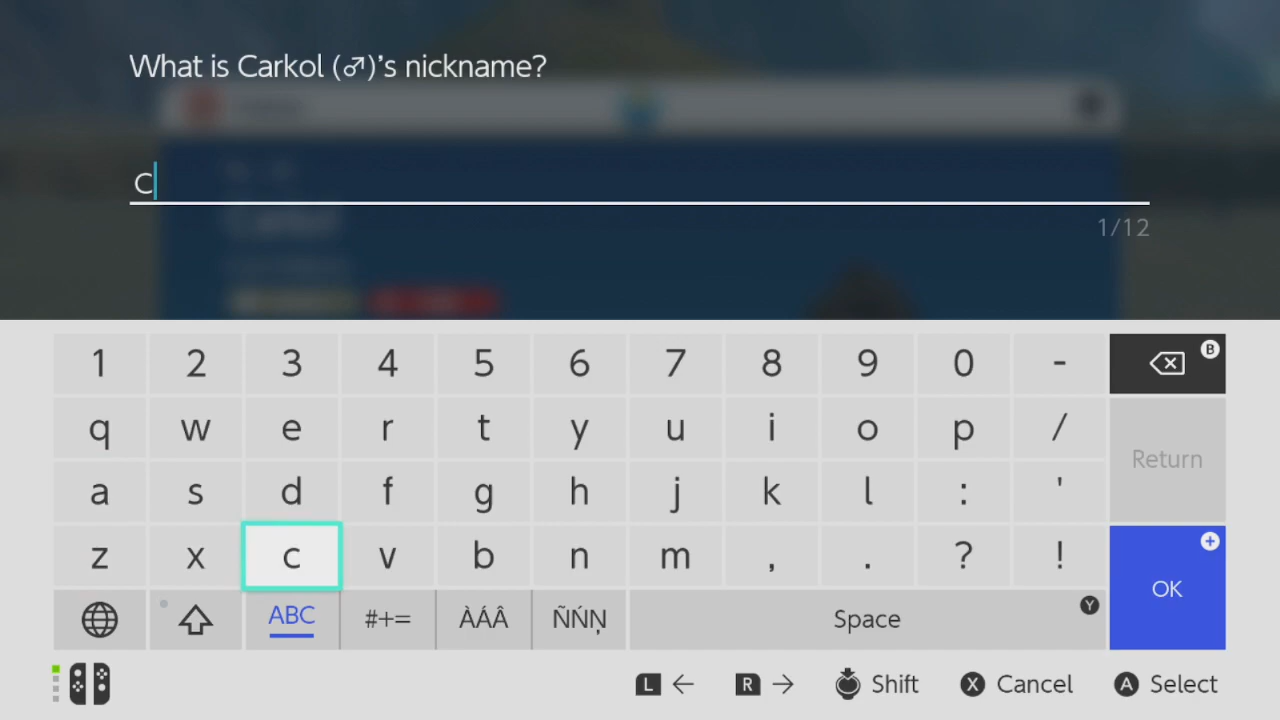 What is Carkol (♂)'s nickname?
C
1/12
1 2 3 4 5 6 7 8 9 0 - B
q w e r t y u i o p /
Return
a s d f g h j k l : '
z x c v b n m , . ? ! +
OK
ABC #+= ÀÁÂ ÑŃŅ Space Y
L ← R → Shift X Cancel A Select